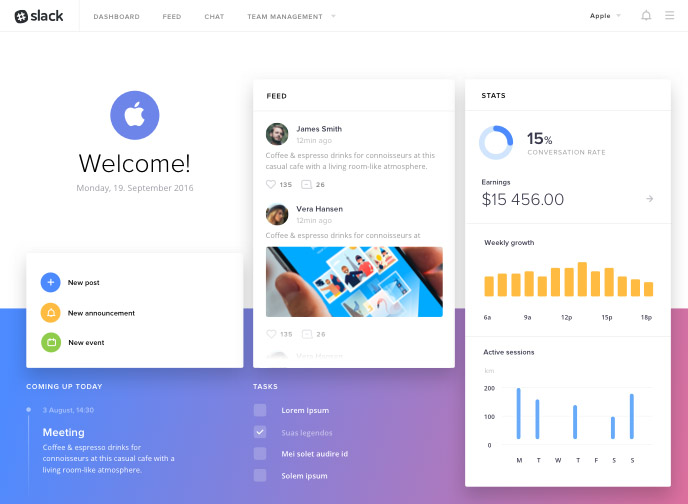 slack
DASHBOARD
FEED
CHAT
TEAM MANAGEMENT
Apple
Welcome!
Monday, 19. September 2016
New post
New announcement
New event
COMING UP TODAY
3 August, 14:30
Meeting
Coffee & espresso drinks for
connoisseurs at this casual cafe with a
living room-like atmosphere.
FEED
James Smith
12min ago
Coffee & espresso drinks for connoisseurs at this
casual cafe with a living room-like atmosphere.
135 26
Vera Hansen
12min ago
Coffee & espresso drinks for connoisseurs at
135 26
Vera Hansen
TASKS
Lorem Ipsum
Suas legendos
Mei solet audire id
Solem ipsum
STATS
15%
CONVERSATION RATE
Earnings
$15 456.00
Weekly growth
6a 9a 12p 15p 18p
Active sessions
km
200
100
0
M T W T F S S